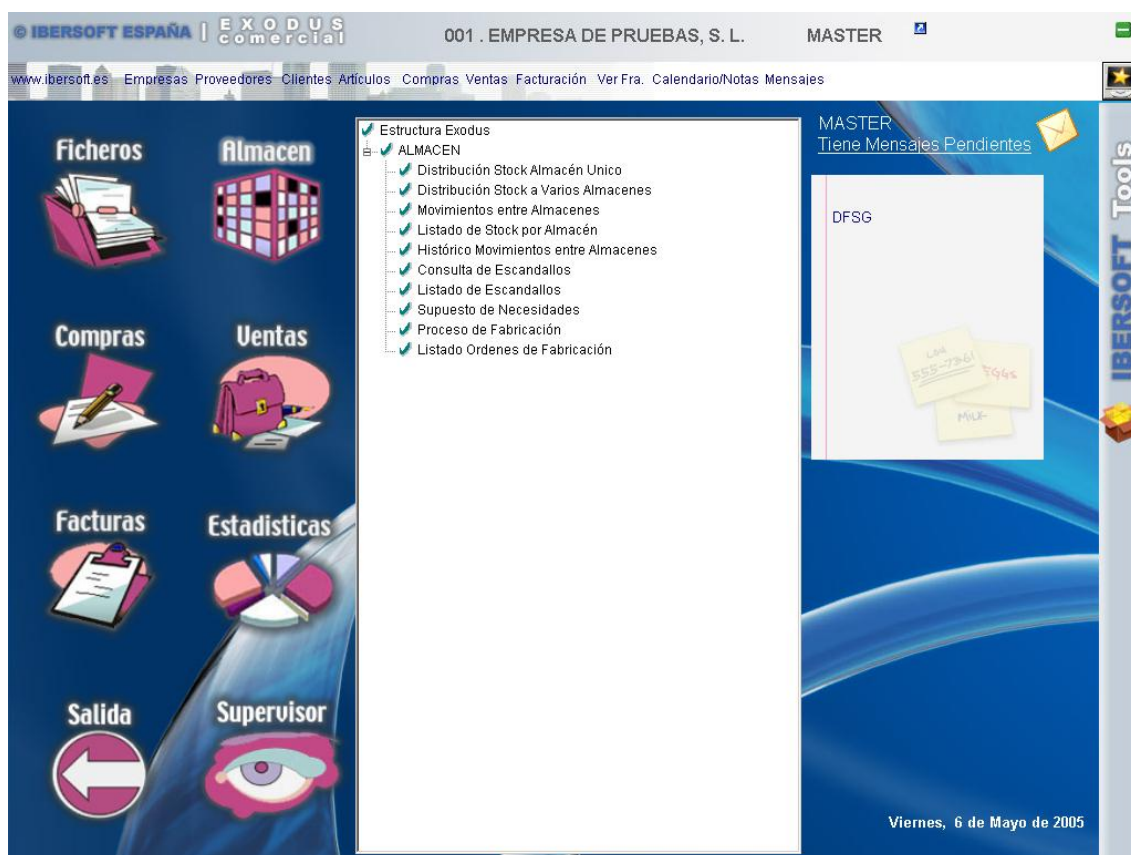 © IBERSOFT ESPAÑA | EXODUS comercial
001 . EMPRESA DE PRUEBAS, S. L. MASTER
www.ibersoft.es Empresas Proveedores Clientes Artículos Compras Ventas Facturación Ver Fra. Calendario/Notas Mensajes
Ficheros
Almacen
Compras
Ventas
Facturas
Estadisticas
Salida
Supervisor
Estructura Exodus
ALMACEN
Distribución Stock Almacén Unico
Distribución Stock a Varios Almacenes
Movimientos entre Almacenes
Listado de Stock por Almacén
Histórico Movimientos entre Almacenes
Consulta de Escandallos
Listado de Escandallos
Supuesto de Necesidades
Proceso de Fabricación
Listado Ordenes de Fabricación
MASTER
Tiene Mensajes Pendientes
DFSG
EGGS
MILK
Viernes, 6 de Mayo de 2005
IBERSOFT Tools